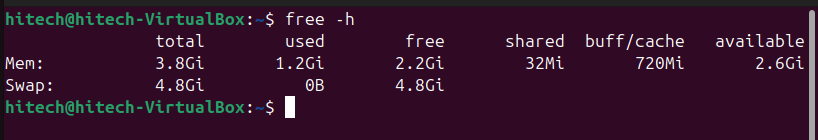 hitech@hitech-VirtualBox:~$ free -h
               total        used        free      shared  buff/cache   available
Mem:           3.8Gi       1.2Gi       2.2Gi        32Mi       720Mi       2.6Gi
Swap:          4.8Gi          0B       4.8Gi
hitech@hitech-VirtualBox:~$